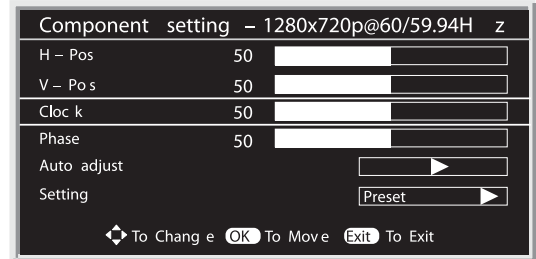 Component setting – 1280x720p@60/59.94H z
H – Pos 50
V – Po s 50
Cloc k 50
Phase 50
Auto adjust
Setting Preset
To Chang e OK To Mov e Exit To Exit